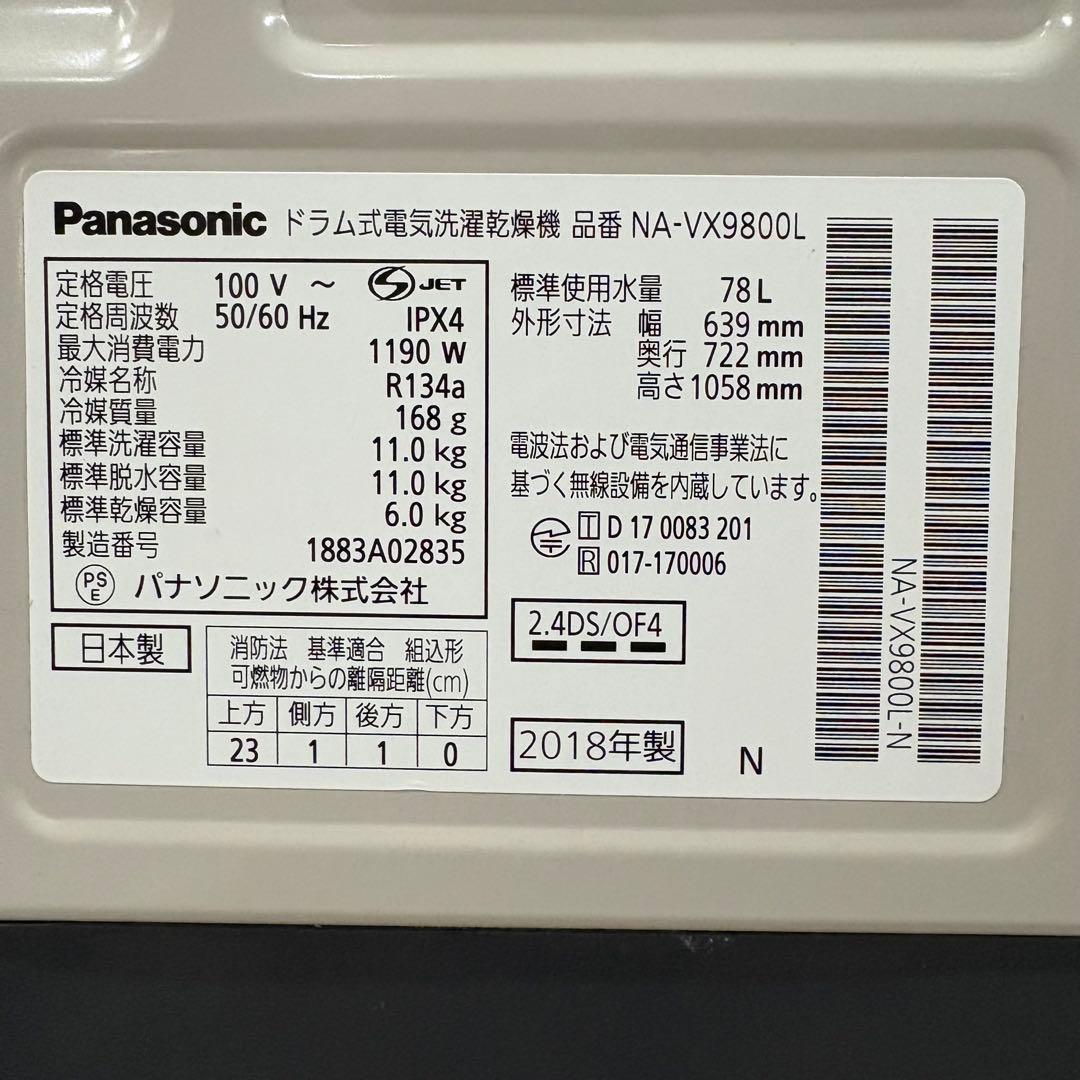 Panasonic ドラム式電気洗濯乾燥機 品番 NA-VX9800L
定格電圧 100 V ～ S JET
定格周波数 50/60 Hz IPX4
最大消費電力 1190 W
冷媒名称 R134a
冷媒質量 168 g
標準洗濯容量 11.0 kg
標準脱水容量 11.0 kg
標準乾燥容量 6.0 kg
製造番号 1883A02835
PSE パナソニック株式会社
日本製
消防法 基準適合 組込形
可燃物からの離隔距離(cm)
上方 側方 後方 下方
23 1 1 0
標準使用水量 78 L
外形寸法 幅 639 mm
奥行 722 mm
高さ 1058 mm
電波法および電気通信事業法に
基づく無線設備を内蔵しています。
T D 17 0083 201
R 017-170006
2.4DS/OF4
2018年製
N
NA-VX9800L-N